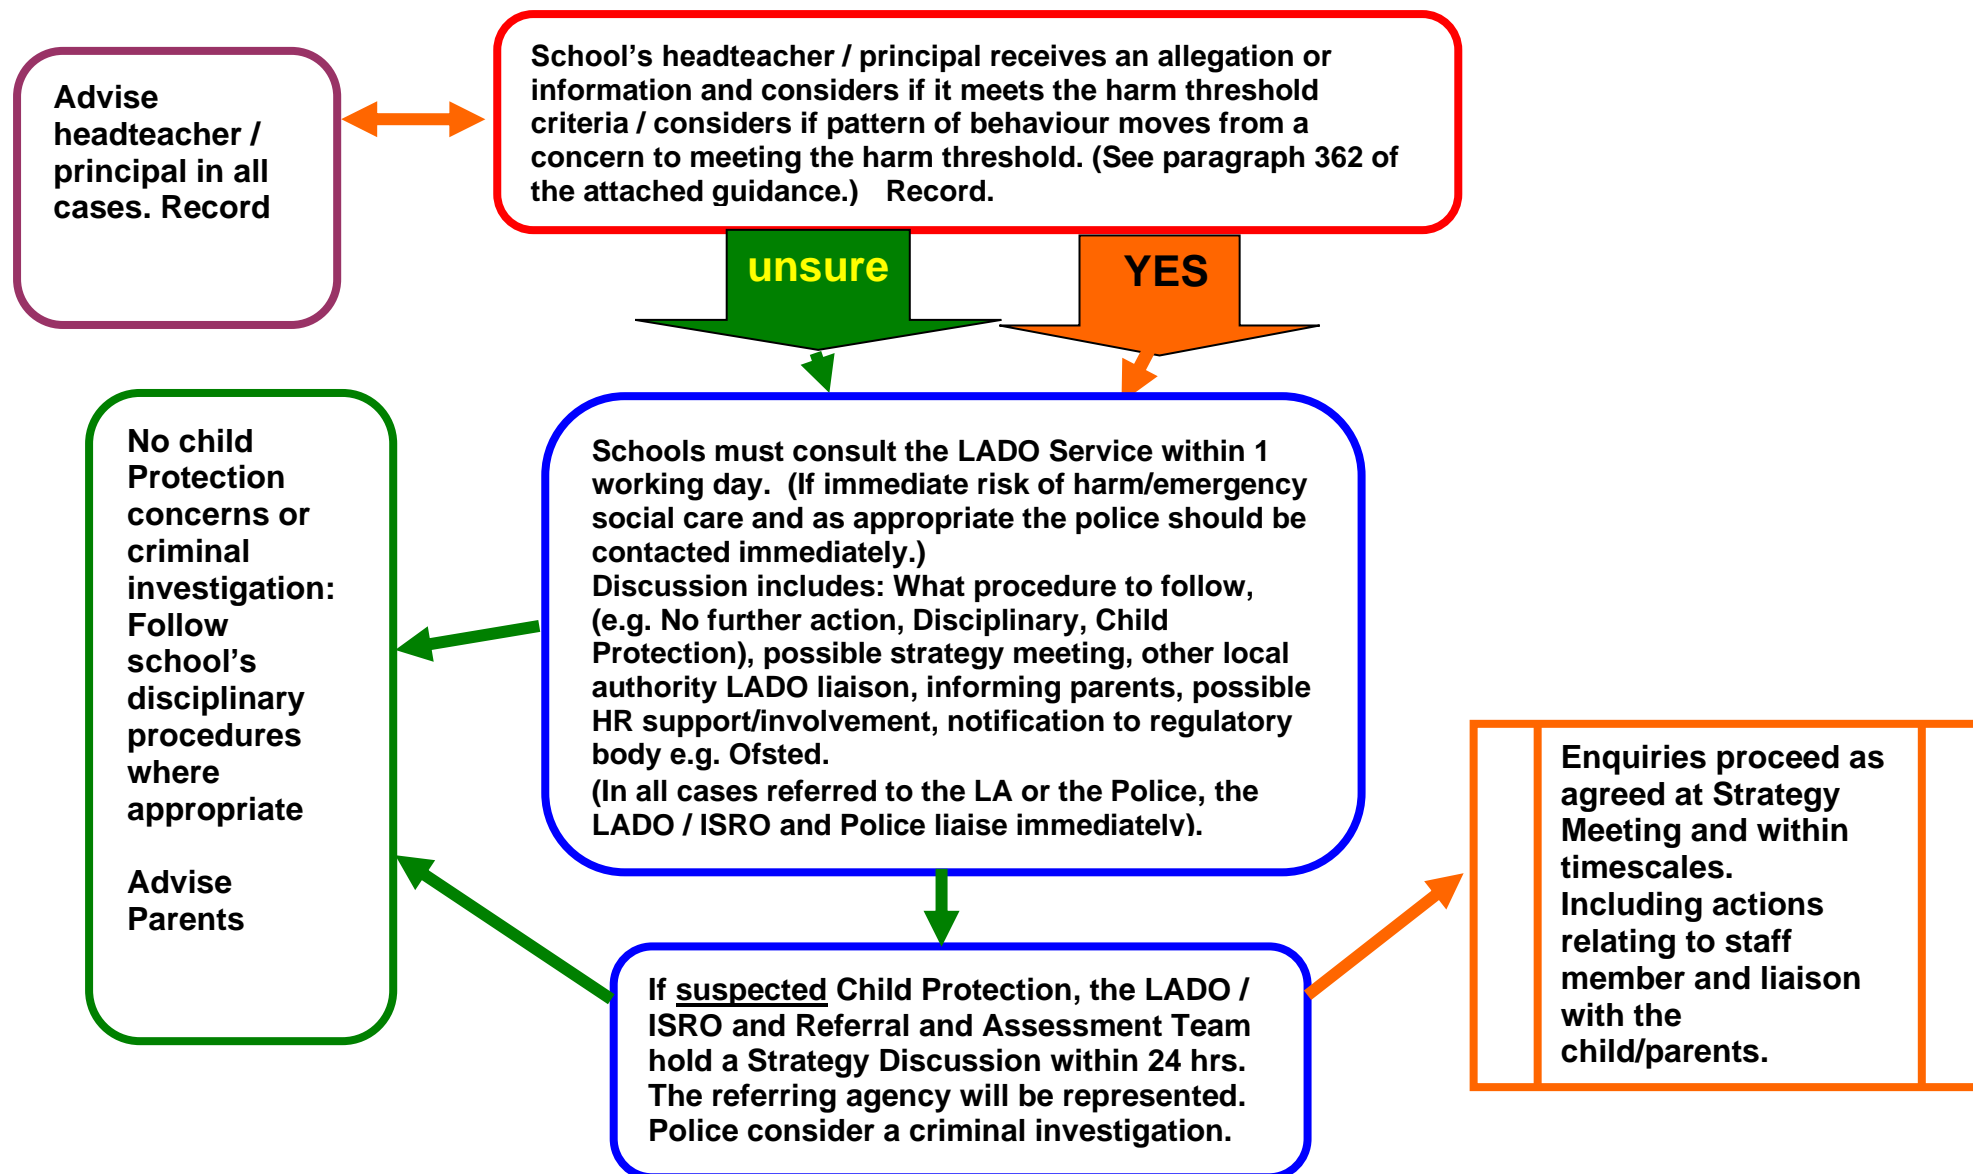 School’s headteacher / principal receives an allegation or
information and considers if it meets the harm threshold
criteria / considers if pattern of behaviour moves from a
concern to meeting the harm threshold. (See paragraph 362 of
the attached guidance.)   Record.
Advise
headteacher /
principal in all
cases. Record
unsure
YES
Schools must consult the LADO Service within 1
working day.  (If immediate risk of harm/emergency
social care and as appropriate the police should be
contacted immediately.)
Discussion includes: What procedure to follow,
(e.g. No further action, Disciplinary, Child
Protection), possible strategy meeting, other local
authority LADO liaison, informing parents, possible
HR support/involvement, notification to regulatory
body e.g. Ofsted.
(In all cases referred to the LA or the Police, the
LADO / ISRO and Police liaise immediately).
No child
Protection
concerns or
criminal
investigation:
Follow
school’s
disciplinary
procedures
where
appropriate
Advise
Parents
If suspected Child Protection, the LADO /
ISRO and Referral and Assessment Team
hold a Strategy Discussion within 24 hrs.
The referring agency will be represented.
Police consider a criminal investigation.
Enquiries proceed as
agreed at Strategy
Meeting and within
timescales.
Including actions
relating to staff
member and liaison
with the
child/parents.